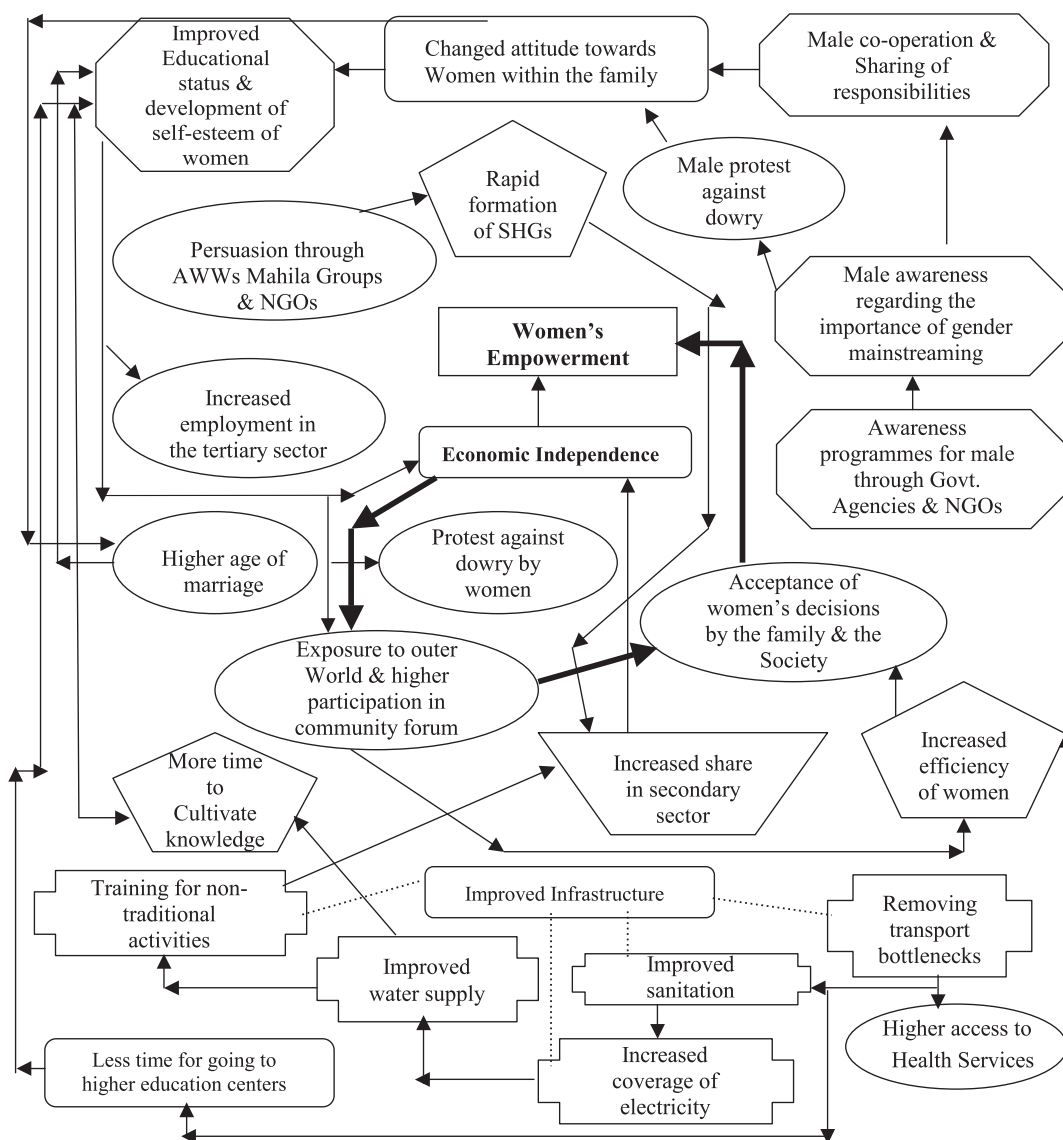 Improved
Educational
status &
development of
self-esteem of
women
Changed attitude towards
Women within the family
Male co-operation &
Sharing of
responsibilities
Rapid
formation
of SHGs
Male protest
against
dowry
Persuasion through
AWWs Mahila Groups
& NGOs
Male awareness
regarding the
importance of gender
mainstreaming
Women’s
Empowerment
Increased
employment in
the tertiary sector
Economic Independence
Awareness
programmes for male
through Govt.
Agencies & NGOs
Higher age of
marriage
Protest against
dowry by
women
Acceptance of
women’s decisions
by the family & the
Society
Exposure to outer
World & higher
participation in
community forum
More time
to
Cultivate
knowledge
Increased share
in secondary
sector
Increased
efficiency
of women
Training for non-
traditional
activities
Improved Infrastructure
Removing
transport
bottlenecks
Improved
water supply
Improved
sanitation
Higher access to
Health Services
Less time for going to
higher education centers
Increased
coverage of
electricity